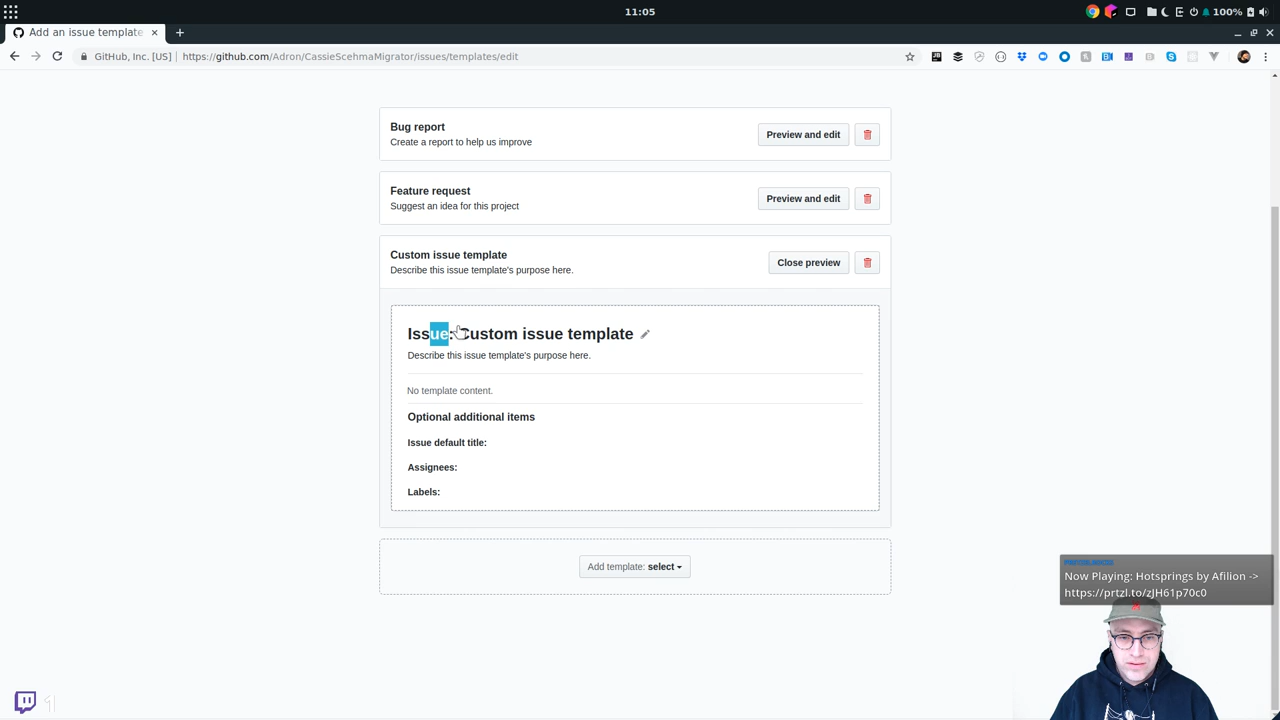 11:05
100%
Add an issue template
GitHub, Inc. [US]
https://github.com/Adron/CassieScehmaMigrator/issues/templates/edit
Bug report
Create a report to help us improve
Preview and edit
Feature request
Suggest an idea for this project
Preview and edit
Custom issue template
Describe this issue template's purpose here.
Close preview
Issue: Custom issue template
Describe this issue template's purpose here.
No template content.
Optional additional items
Issue default title:
Assignees:
Labels:
Add template: select
Now Playing: Hotsprings by Afilion ->
https://prtzl.to/zJH61p70c0
1